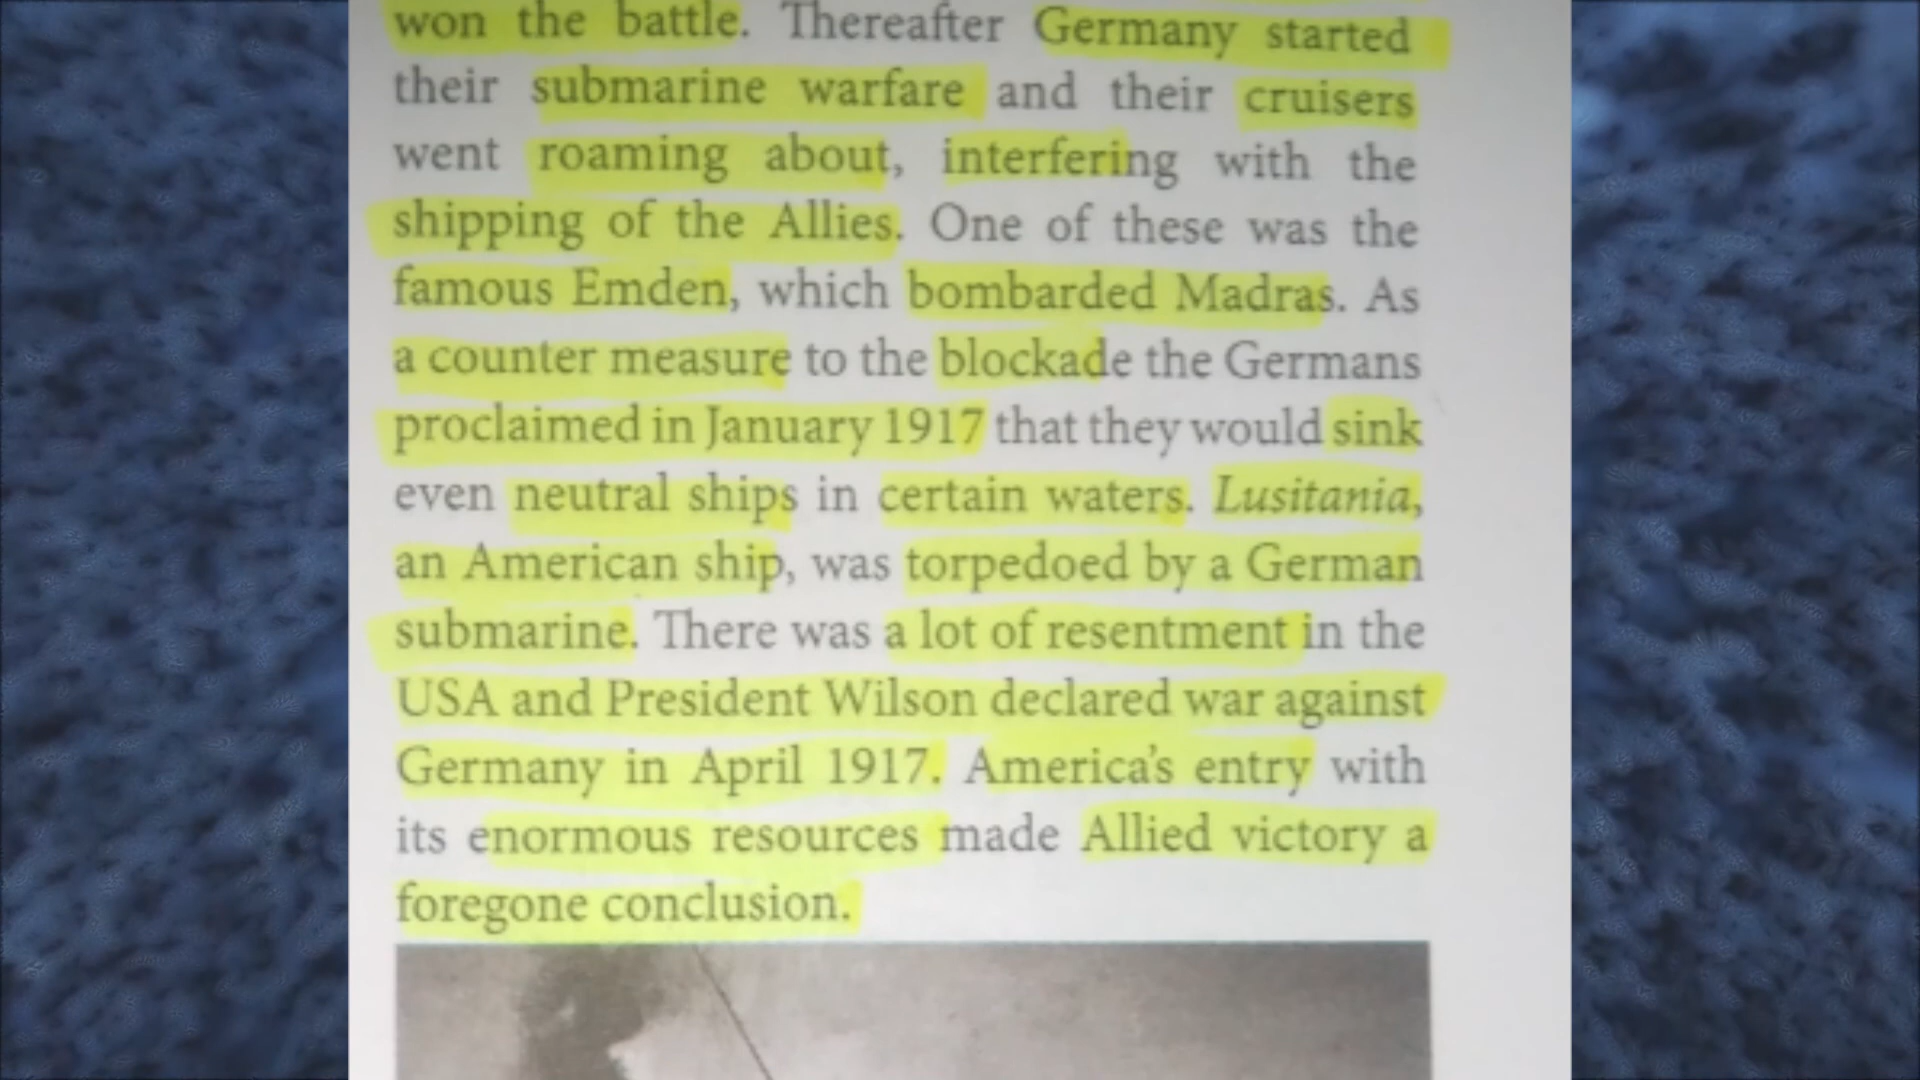 won the battle. Thereafter Germany started
their submarine warfare and their cruisers
went roaming about, interfering with the
shipping of the Allies. One of these was the
famous Emden, which bombarded Madras. As
a counter measure to the blockade the Germans
proclaimed in January 1917 that they would sink
even neutral ships in certain waters. Lusitania,
an American ship, was torpedoed by a German
submarine. There was a lot of resentment in the
USA and President Wilson declared war against
Germany in April 1917. America's entry with
its enormous resources made Allied victory a
foregone conclusion.